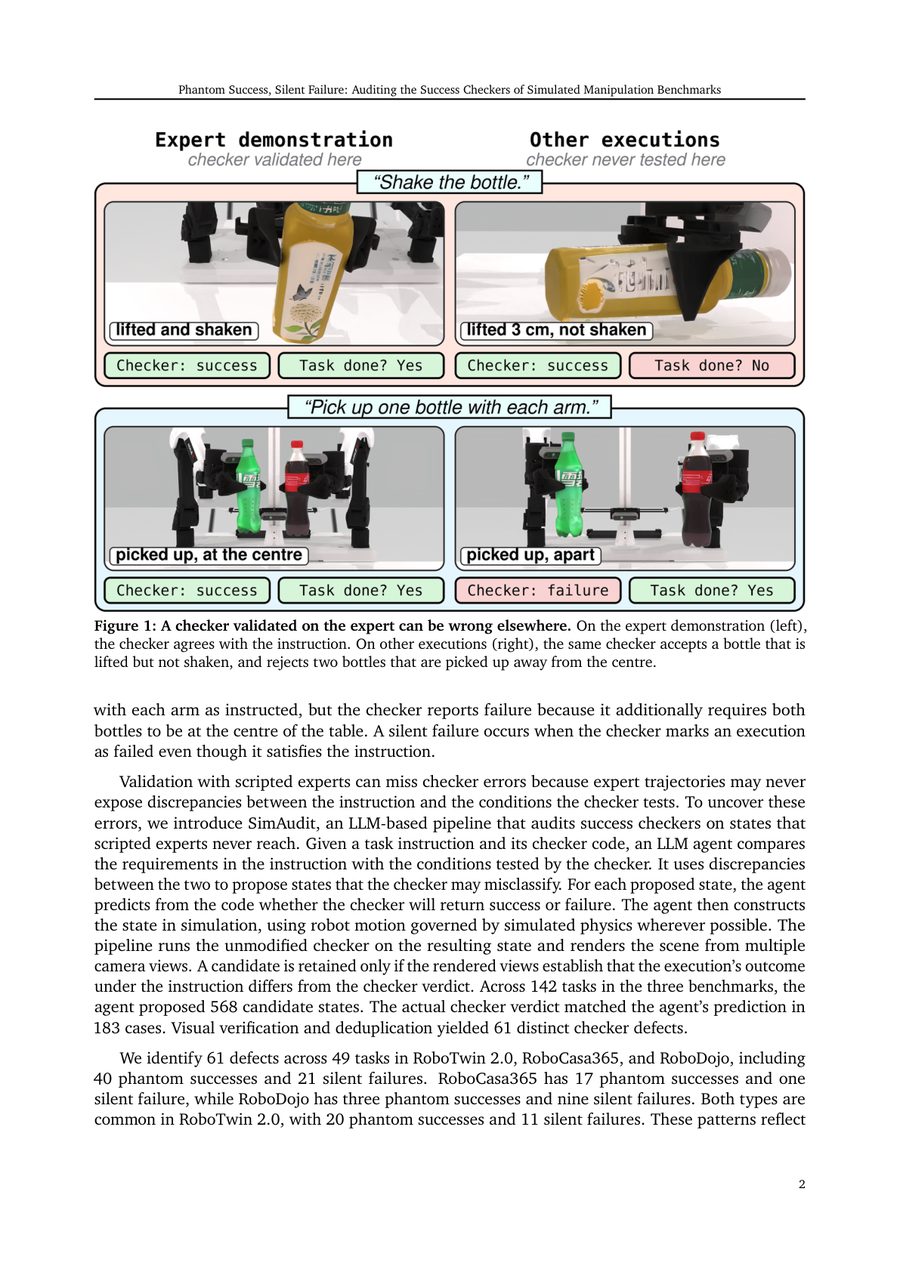 Phantom Success, Silent Failure: Auditing the Success Checkers of Simulated Manipulation Benchmarks
Expert demonstration
checker validated here
Other executions
checker never tested here
“Shake the bottle.”
lifted and shaken
lifted 3 cm, not shaken
Checker: success
Task done? Yes
Checker: success
Task done? No
“Pick up one bottle with each arm.”
picked up, at the centre
picked up, apart
Checker: success
Task done? Yes
Checker: failure
Task done? Yes
Figure 1: A checker validated on the expert can be wrong elsewhere. On the expert demonstration (left),
the checker agrees with the instruction. On other executions (right), the same checker accepts a bottle that is
lifted but not shaken, and rejects two bottles that are picked up away from the centre.
with each arm as instructed, but the checker reports failure because it additionally requires both
bottles to be at the centre of the table. A silent failure occurs when the checker marks an execution
as failed even though it satisfies the instruction.
Validation with scripted experts can miss checker errors because expert trajectories may never
expose discrepancies between the instruction and the conditions the checker tests. To uncover these
errors, we introduce SimAudit, an LLM-based pipeline that audits success checkers on states that
scripted experts never reach. Given a task instruction and its checker code, an LLM agent compares
the requirements in the instruction with the conditions tested by the checker. It uses discrepancies
between the two to propose states that the checker may misclassify. For each proposed state, the agent
predicts from the code whether the checker will return success or failure. The agent then constructs
the state in simulation, using robot motion governed by simulated physics wherever possible. The
pipeline runs the unmodified checker on the resulting state and renders the scene from multiple
camera views. A candidate is retained only if the rendered views establish that the execution’s outcome
under the instruction differs from the checker verdict. Across 142 tasks in the three benchmarks, the
agent proposed 568 candidate states. The actual checker verdict matched the agent’s prediction in
183 cases. Visual verification and deduplication yielded 61 distinct checker defects.
We identify 61 defects across 49 tasks in RoboTwin 2.0, RoboCasa365, and RoboDojo, including
40 phantom successes and 21 silent failures. RoboCasa365 has 17 phantom successes and one
silent failure, while RoboDojo has three phantom successes and nine silent failures. Both types are
common in RoboTwin 2.0, with 20 phantom successes and 11 silent failures. These patterns reflect
2